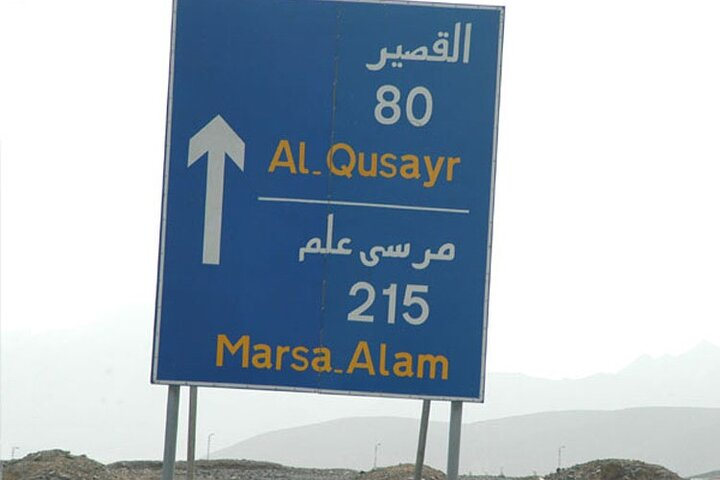 القصير
80
Al_Qusayr
مرسى علم
215
Marsa_Alam